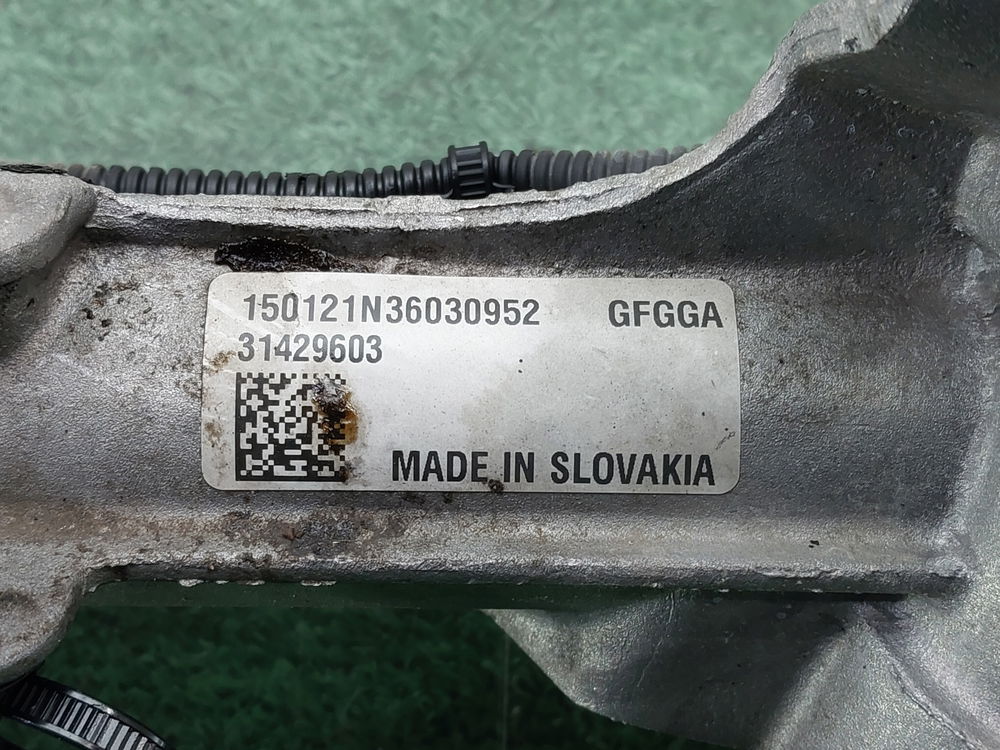 150121N36030952 GFGGA
31429603
MADE IN SLOVAKIA